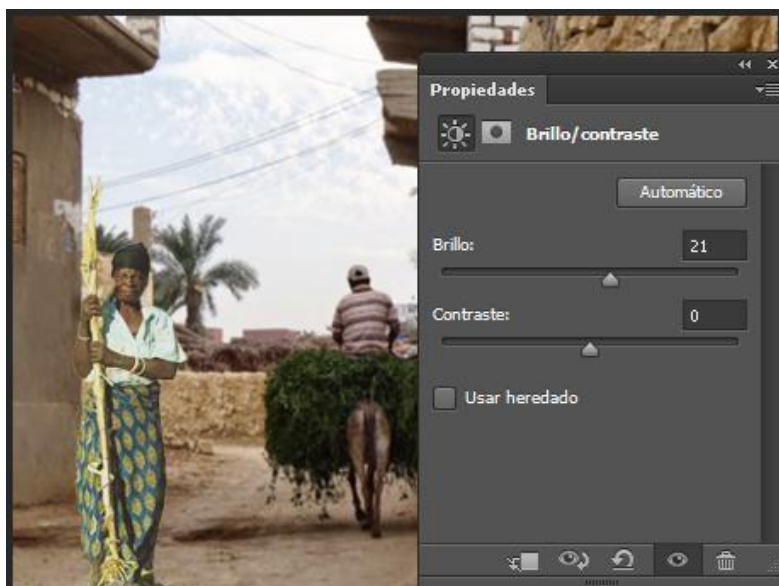 Propiedades
Brillo/contraste
Automático
Brillo:
21
Contraste:
0
Usar heredado